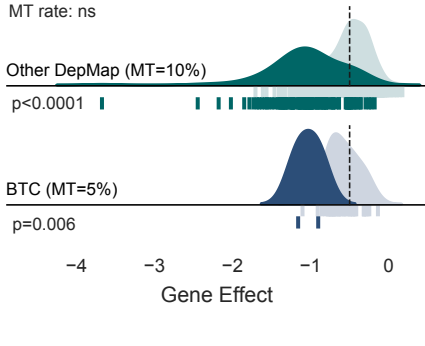 MT rate: ns
Other DepMap (MT=10%)
p<0.0001
BTC (MT=5%)
p=0.006
−4 −3 −2 −1 0
Gene Effect